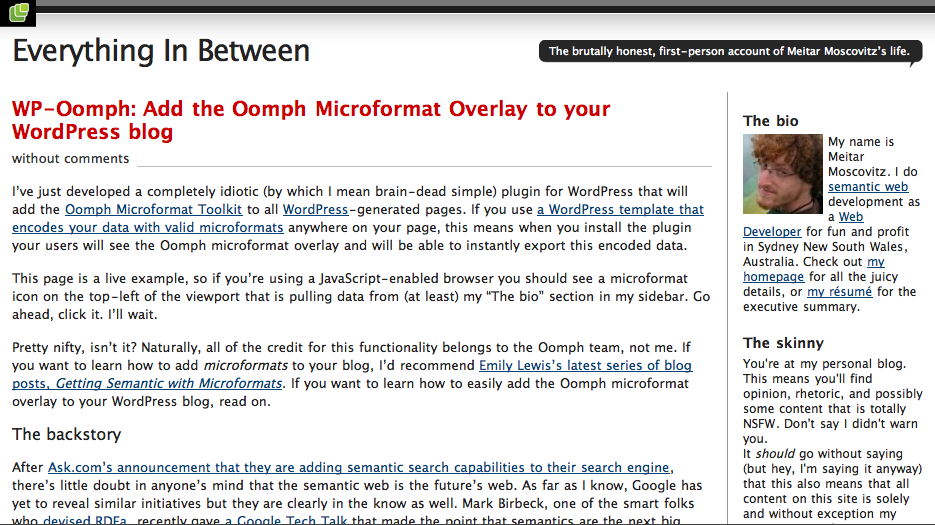 Everything In Between
The brutally honest, first-person account of Meitar Moscovitz's life.
WP-Oomph: Add the Oomph Microformat Overlay to your
WordPress blog
without comments
I've just developed a completely idiotic (by which I mean brain-dead simple) plugin for WordPress that will
add the Oomph Microformat Toolkit to all WordPress-generated pages. If you use a WordPress template that
encodes your data with valid microformats anywhere on your page, this means when you install the plugin
your users will see the Oomph microformat overlay and will be able to instantly export this encoded data.
This page is a live example, so if you're using a JavaScript-enabled browser you should see a microformat
icon on the top-left of the viewport that is pulling data from (at least) my “The bio” section in my sidebar. Go
ahead, click it. I'll wait.
Pretty nifty, isn't it? Naturally, all of the credit for this functionality belongs to the Oomph team, not me. If
you want to learn how to add microformats to your blog, I'd recommend Emily Lewis's latest series of blog
posts, Getting Semantic with Microformats. If you want to learn how to easily add the Oomph microformat
overlay to your WordPress blog, read on.
The backstory
After Ask.com's announcement that they are adding semantic search capabilities to their search engine,
there's little doubt in anyone's mind that the semantic web is the future's web. As far as I know, Google has
yet to reveal similar initiatives but they are clearly in the know as well. Mark Birbeck, one of the smart folks
who devised RDFa, recently gave a Google Tech Talk that made the point that semantics are the next big
The bio
My name is
Meitar
Moscovitz. I do
semantic web
development as
a Web
Developer for fun and profit
in Sydney New South Wales,
Australia. Check out my
homepage for all the juicy
details, or my résumé for the
executive summary.
The skinny
You're at my personal blog.
This means you'll find
opinion, rhetoric, and possibly
some content that is totally
NSFW. Don't say I didn't warn
you.
It should go without saying
(but hey, I'm saying it anyway)
that this also means that all
content on this site is solely
and without exception my